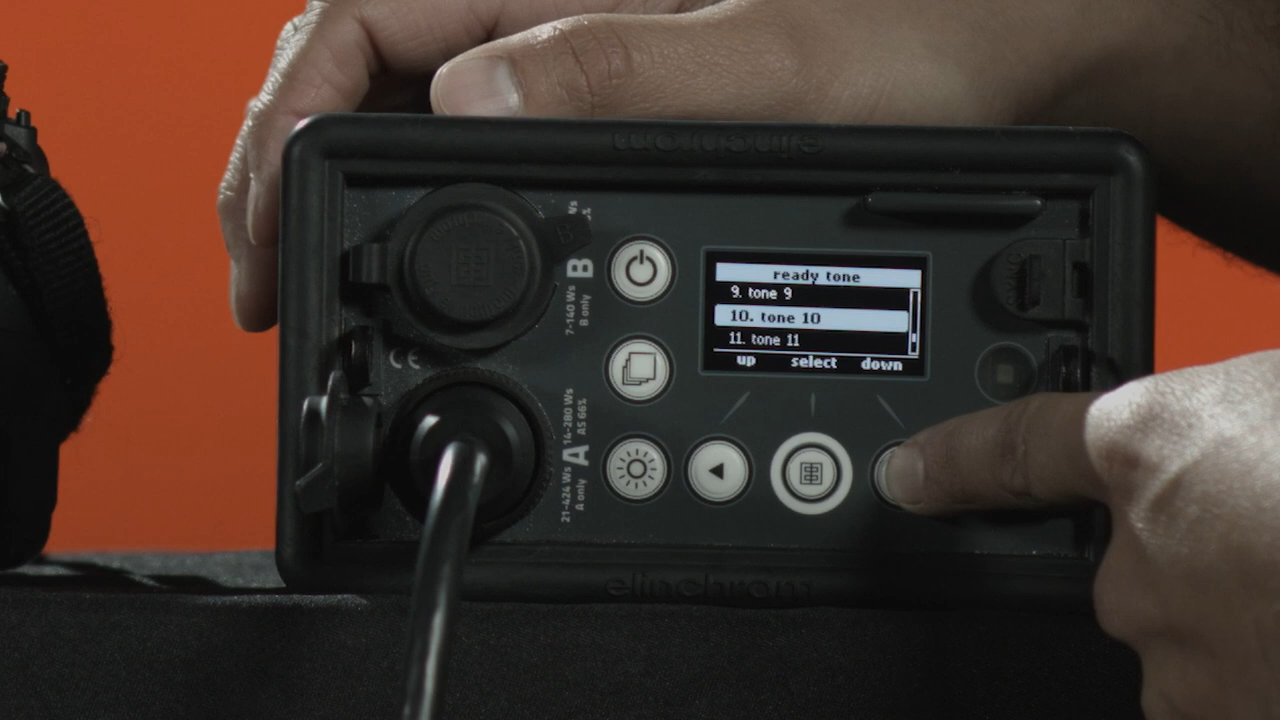 elinchrom
ready tone
9. tone 9
10. tone 10
11. tone 11
up select down
B
7-140 Ws
B only
CE
A
14-280 Ws
AS 66%
21-424 Ws
A only
elinchrom